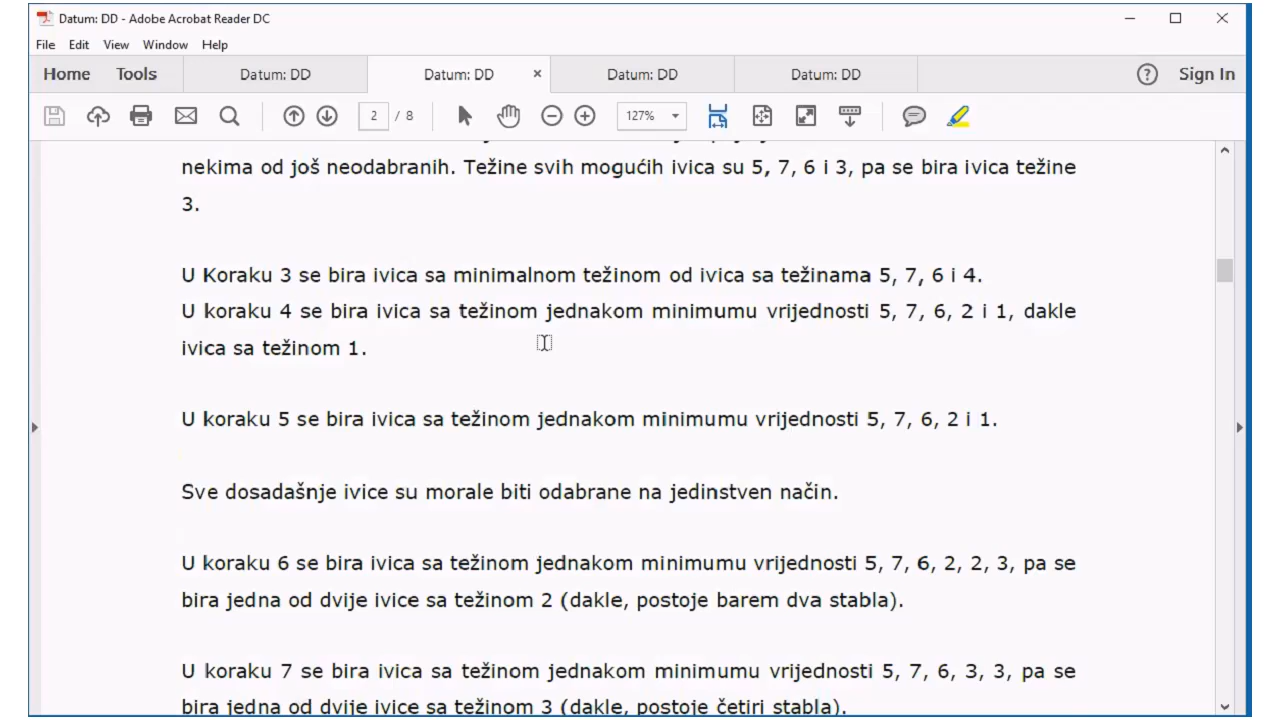 Datum: DD - Adobe Acrobat Reader DC
File Edit View Window Help
Home Tools Datum: DD Datum: DD × Datum: DD Datum: DD ? Sign In
2 / 8 127%
nekima od još neodabranih. Težine svih mogućih ivica su 5, 7, 6 i 3, pa se bira ivica težine
3.
U Koraku 3 se bira ivica sa minimalnom težinom od ivica sa težinama 5, 7, 6 i 4.
U koraku 4 se bira ivica sa težinom jednakom minimumu vrijednosti 5, 7, 6, 2 i 1, dakle
ivica sa težinom 1.
U koraku 5 se bira ivica sa težinom jednakom minimumu vrijednosti 5, 7, 6, 2 i 1.
Sve dosadašnje ivice su morale biti odabrane na jedinstven način.
U koraku 6 se bira ivica sa težinom jednakom minimumu vrijednosti 5, 7, 6, 2, 2, 3, pa se
bira jedna od dvije ivice sa težinom 2 (dakle, postoje barem dva stabla).
U koraku 7 se bira ivica sa težinom jednakom minimumu vrijednosti 5, 7, 6, 3, 3, pa se
bira jedna od dvije ivice sa težinom 3 (dakle, postoje četiri stabla).